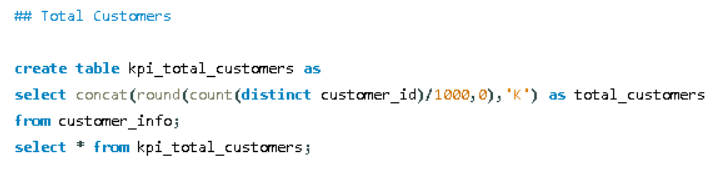 ## Total Customers
create table kpi_total_customers as
select concat(round(count(distinct customer_id)/1000,0),'K') as total_customers
from customer_info;
select * from kpi_total_customers;